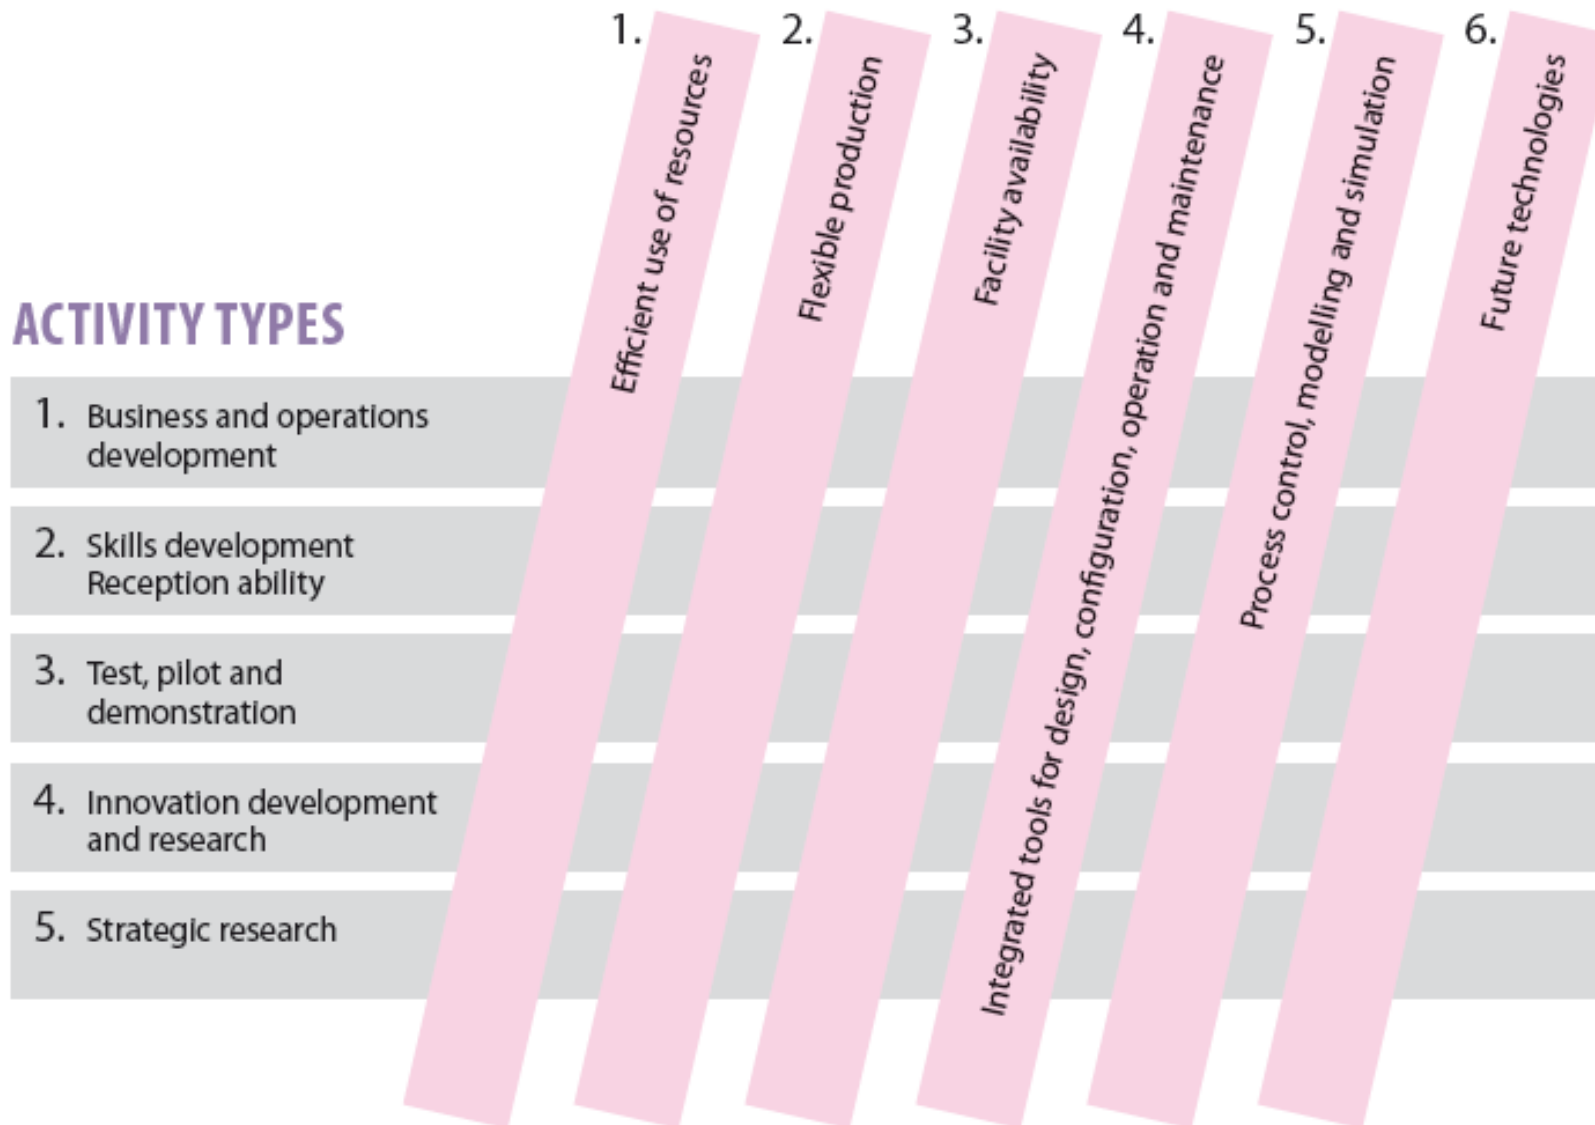 1. Efficient use of resources
2. Flexible production
3. Facility availability
4. Integrated tools for design, configuration, operation and maintenance
5. Process control, modelling and simulation
6. Future technologies
ACTIVITY TYPES
1. Business and operations
development
2. Skills development
Reception ability
3. Test, pilot and
demonstration
4. Innovation development
and research
5. Strategic research